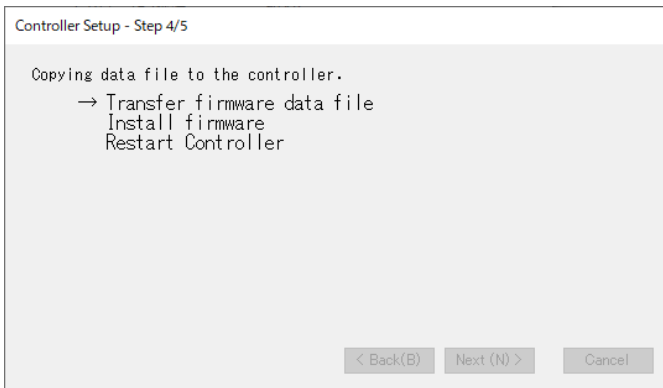 Controller Setup - Step 4/5
Copying data file to the controller.
→ Transfer firmware data file
Install firmware
Restart Controller
< Back(B)
Next (N) >
Cancel